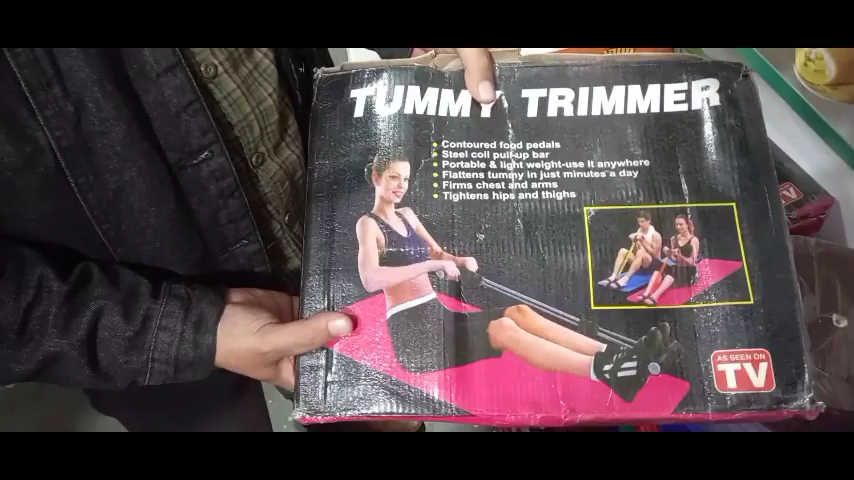 TUMMY TRIMMER
Contoured food pedals
Steel coil pull-up bar
Portable & light weight-use it anywhere
Flattens tummy in just minutes a day
Firms chest and arms
Tightens hips and thighs
AS SEEN ON
TV